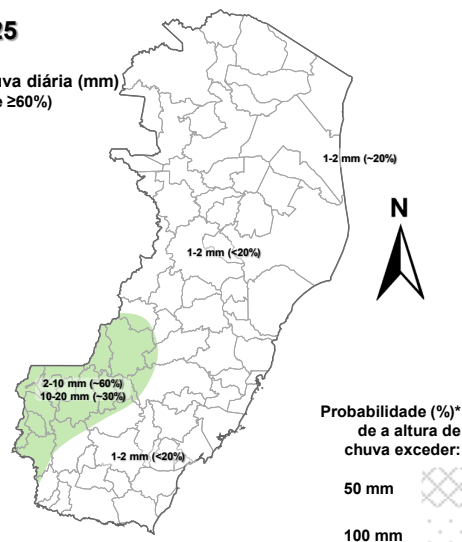 25
uva diária (mm)
e ≥60%)
1-2 mm (~20%)
N
1-2 mm (<20%)
2-10 mm (~60%)
10-20 mm (~30%)
1-2 mm (<20%)
Probabilidade (%)*
de a altura de
chuva exceder:
50 mm
100 mm